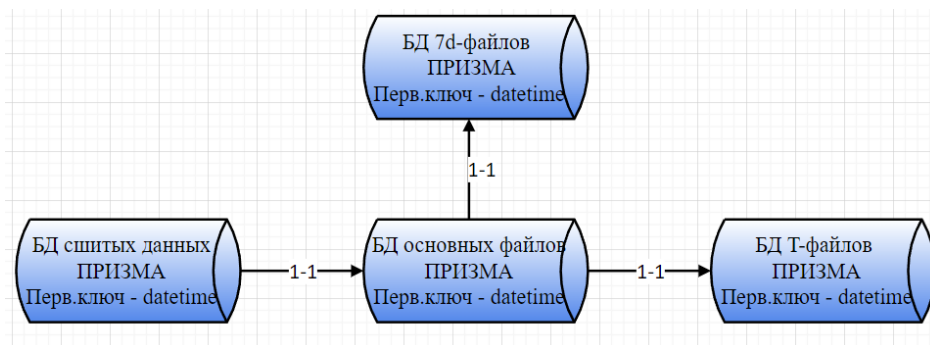 БД 7d-файлов
ПРИЗМА
Перв.ключ - datetime
1-1
БД сшитых данных
ПРИЗМА
Перв.ключ - datetime
1-1
БД основных файлов
ПРИЗМА
Перв.ключ - datetime
1-1
БД Т-файлов
ПРИЗМА
Перв.ключ - datetime